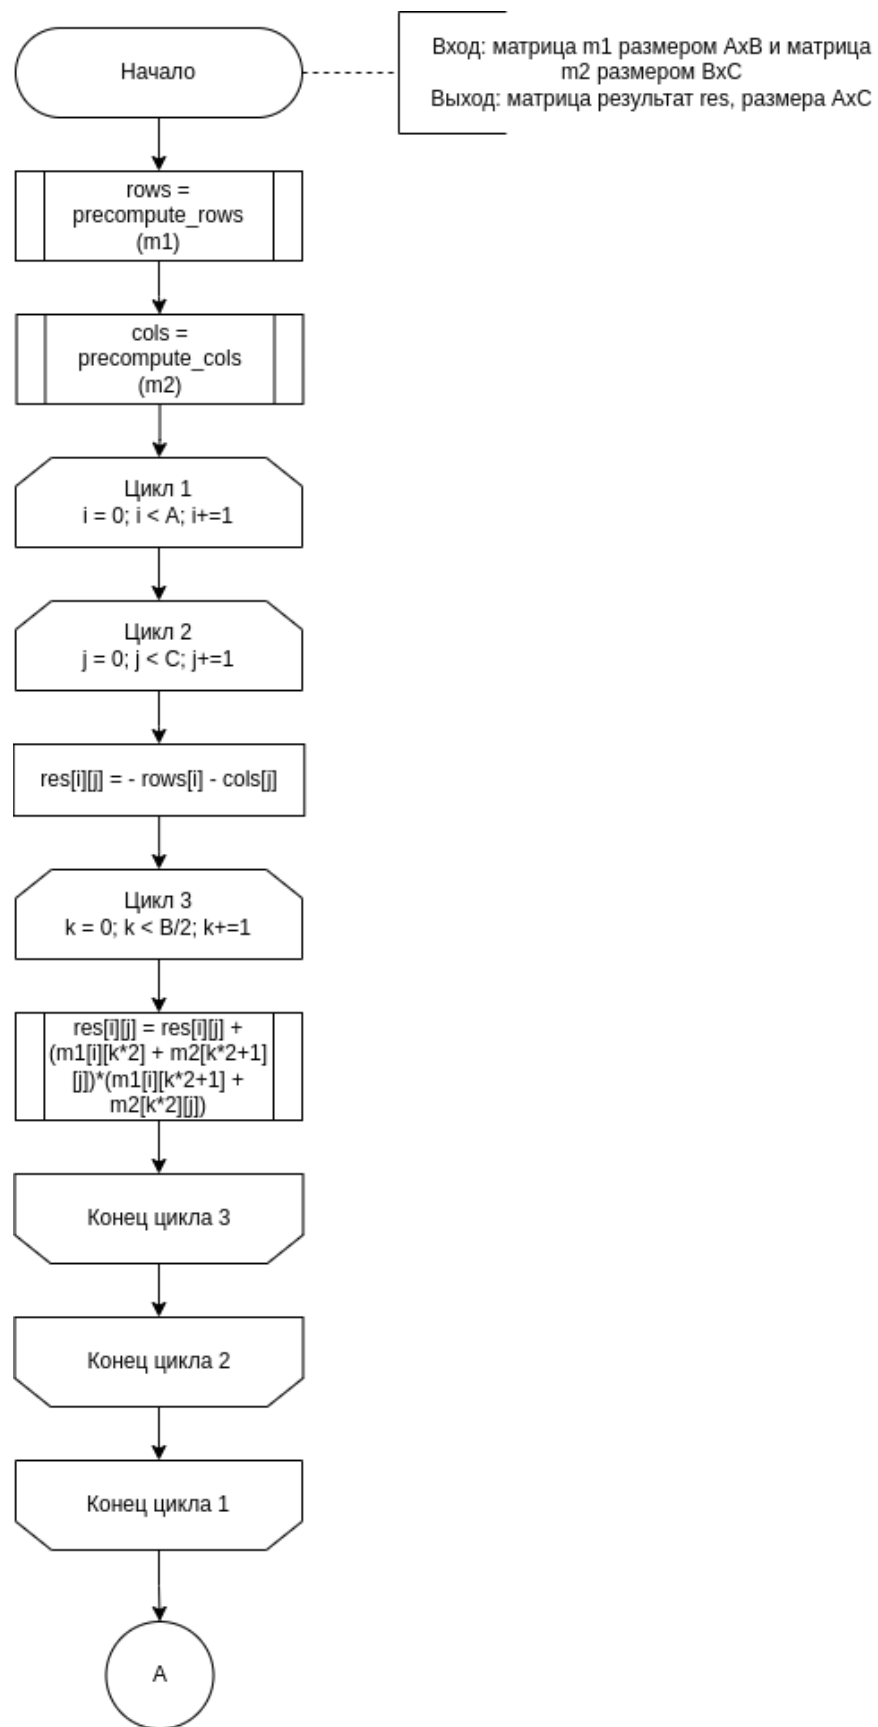 Начало
Вход: матрица m1 размером AxB и матрица
m2 размером BxC
Выход: матрица результат res, размера AxC
rows =
precompute_rows
(m1)
cols =
precompute_cols
(m2)
Цикл 1
i = 0; i < A; i+=1
Цикл 2
j = 0; j < C; j+=1
res[i][j] = - rows[i] - cols[j]
Цикл 3
k = 0; k < B/2; k+=1
res[i][j] = res[i][j] +
(m1[i][k*2] + m2[k*2+1]
[j])*(m1[i][k*2+1] +
m2[k*2][j])
Конец цикла 3
Конец цикла 2
Конец цикла 1
A